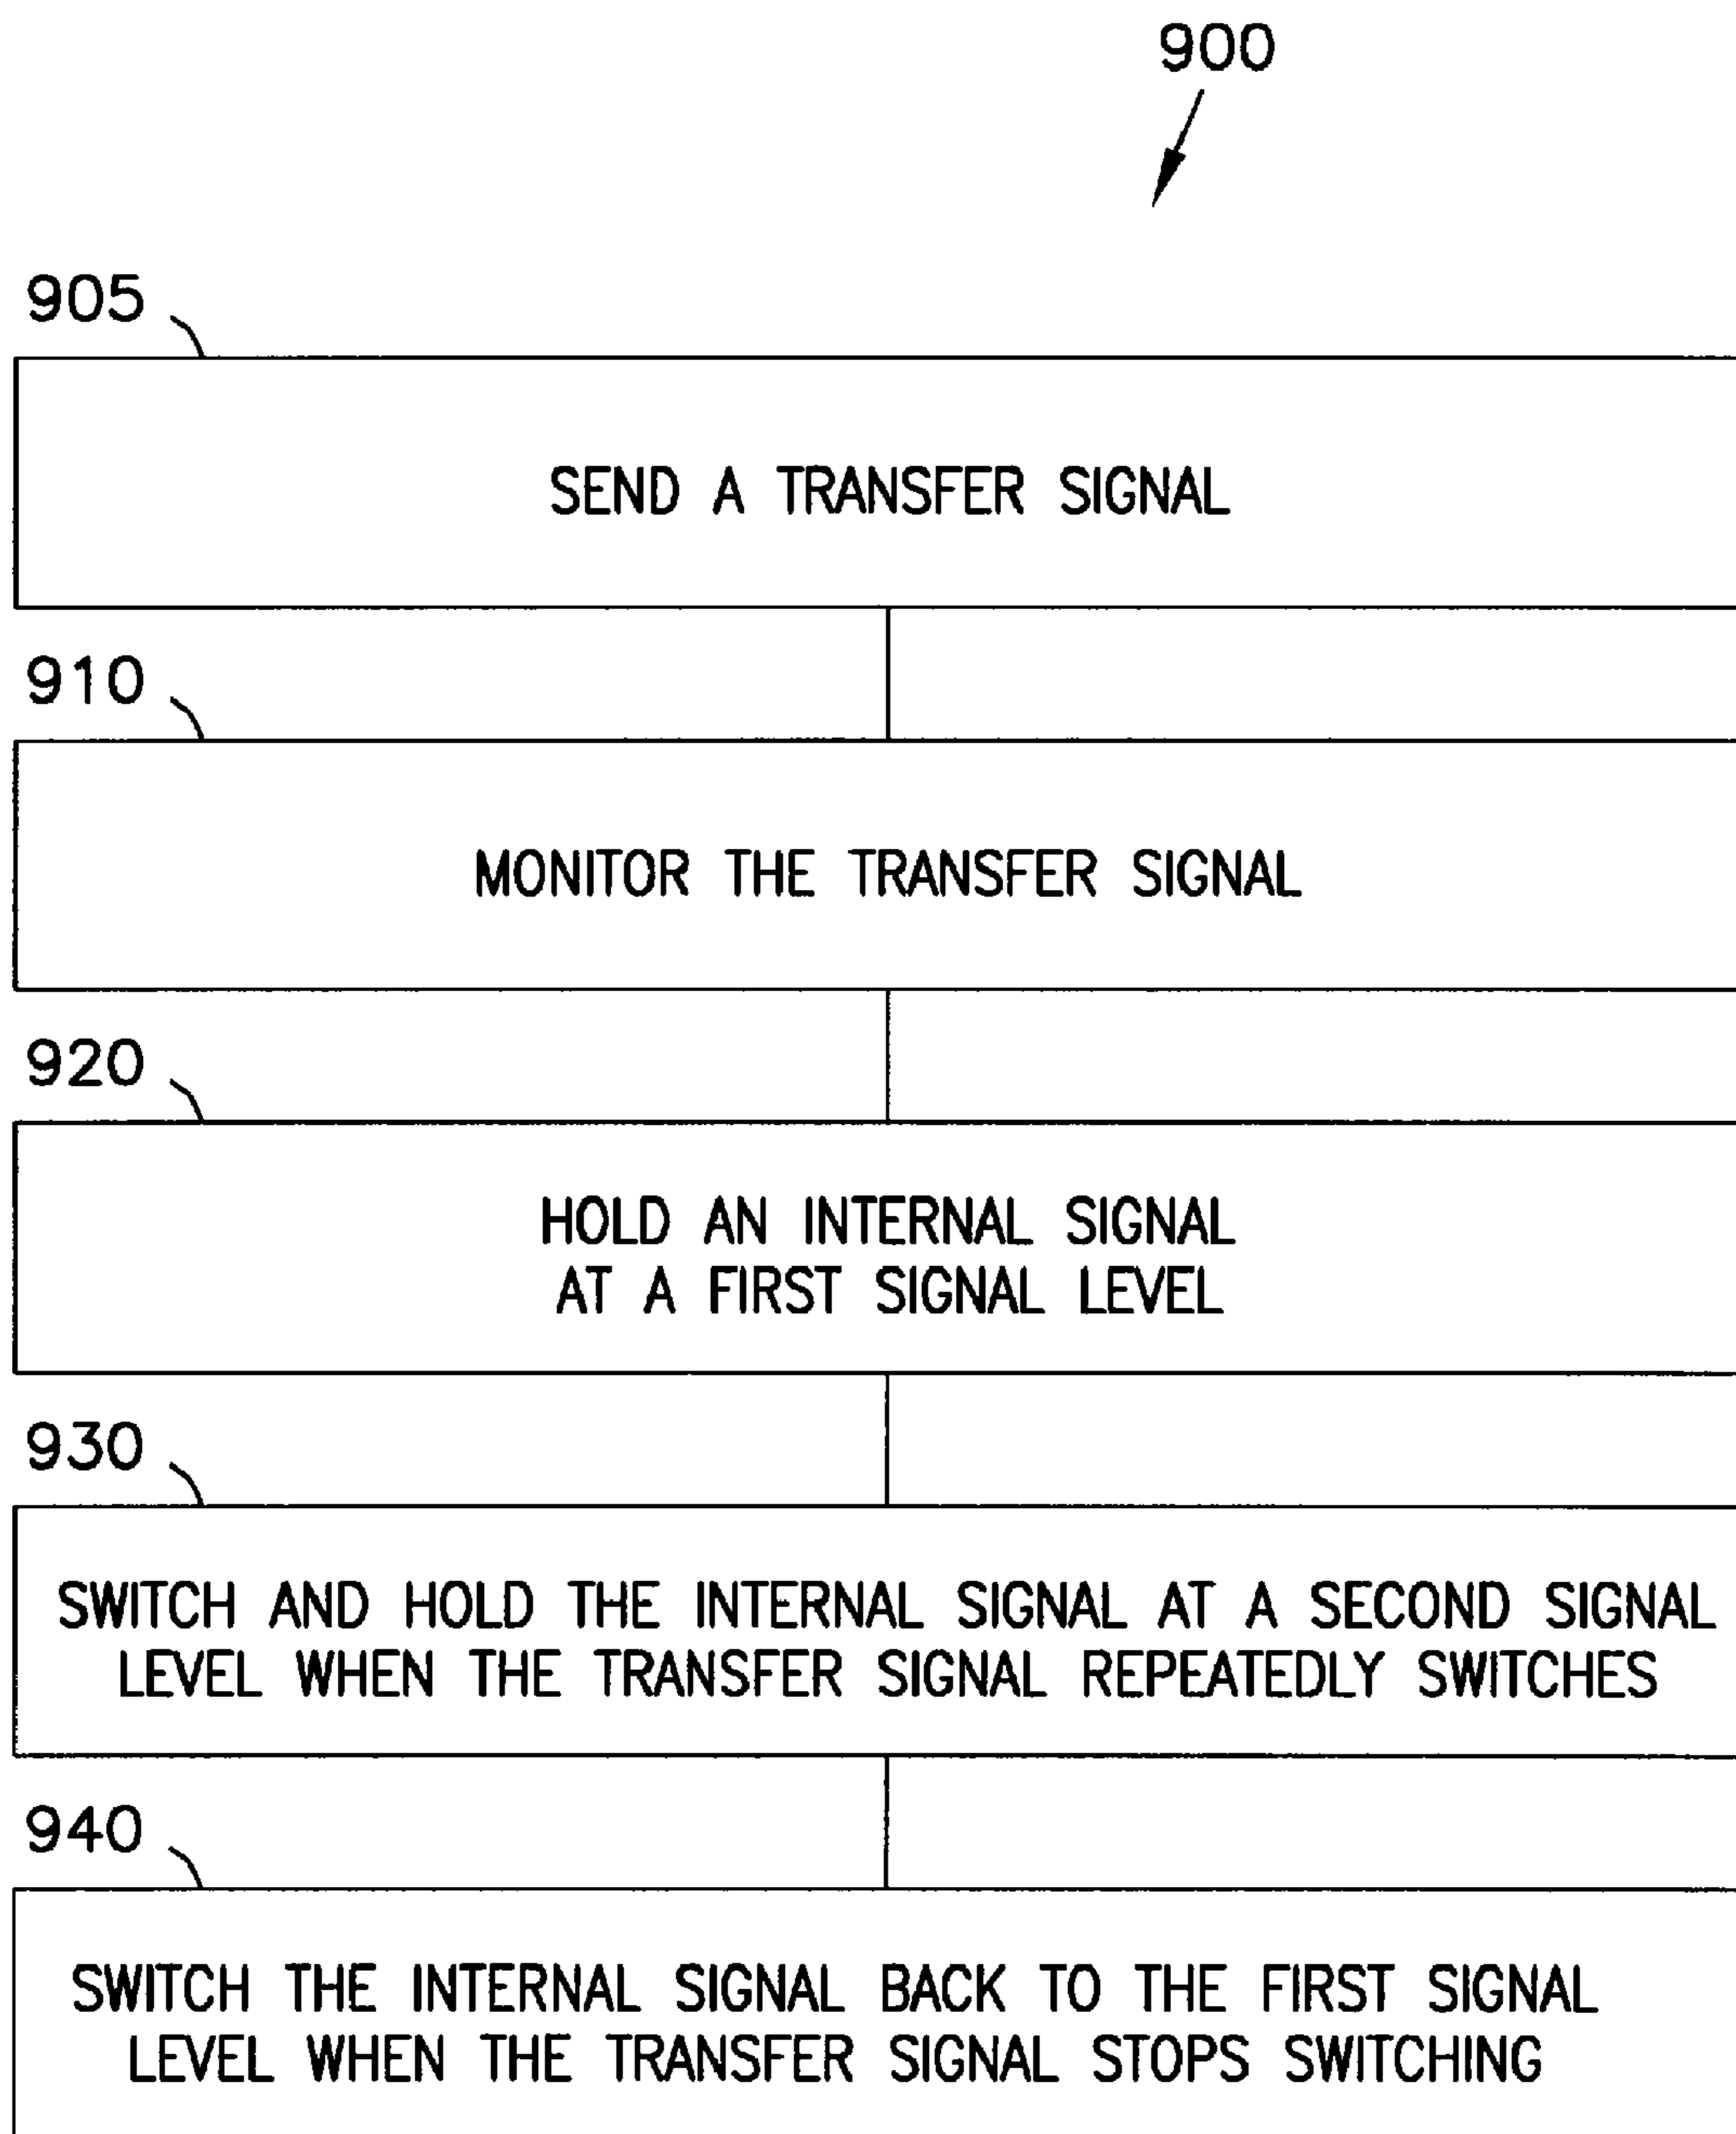 900
905
SEND A TRANSFER SIGNAL
910
MONITOR THE TRANSFER SIGNAL
920
HOLD AN INTERNAL SIGNAL
AT A FIRST SIGNAL LEVEL
930
SWITCH AND HOLD THE INTERNAL SIGNAL AT A SECOND SIGNAL
LEVEL WHEN THE TRANSFER SIGNAL REPEATEDLY SWITCHES
940
SWITCH THE INTERNAL SIGNAL BACK TO THE FIRST SIGNAL
LEVEL WHEN THE TRANSFER SIGNAL STOPS SWITCHING